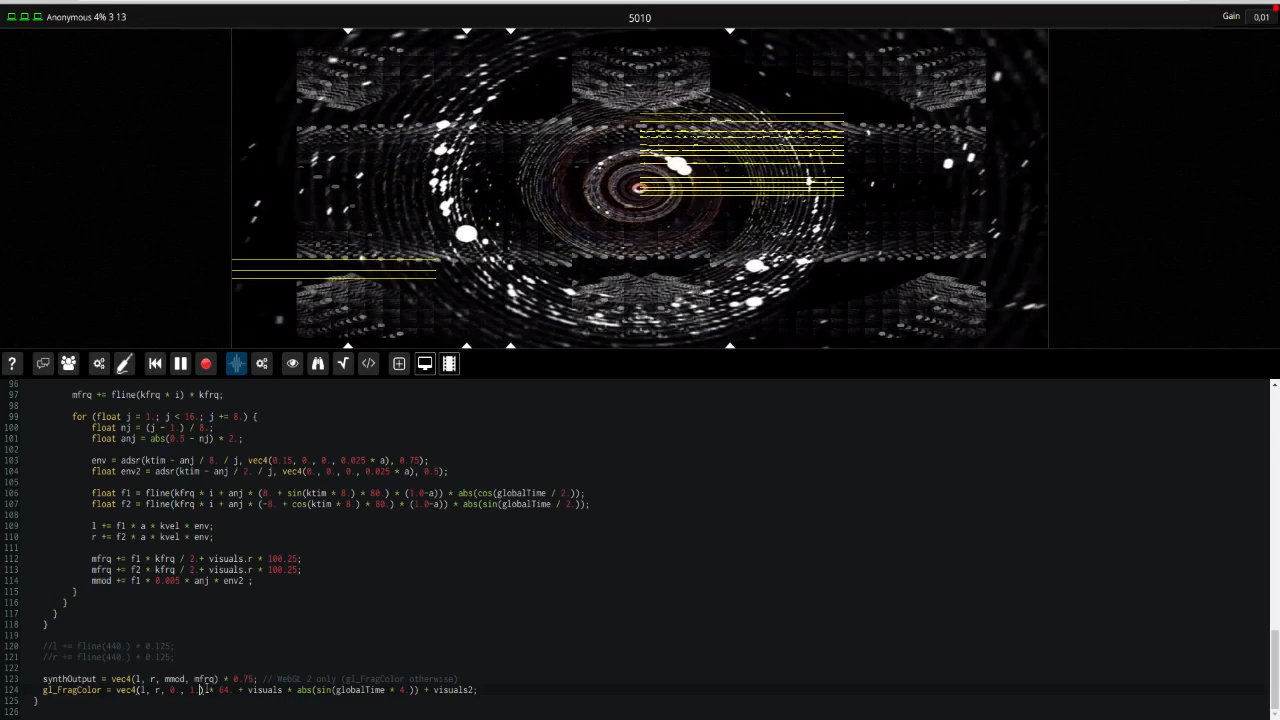 Anonymous 4% 3 13
5010
Gain 0,01
96
97 mfrq += fline(kfrq * i) * kfrq;
98
99 for (float j = 1.; j < 16.; j += 8.) {
100 float nj = (j - 1.) / 8.;
101 float anj = abs(0.5 - nj) * 2.;
102
103 env = adsr(ktim - anj / 8. / j, vec4(0.15, 0., 0., 0.025 * a), 0.75);
104 float env2 = adsr(ktim - anj / 2. / j, vec4(0., 0., 0., 0.025 * a), 0.5);
105
106 float f1 = fline(kfrq * i + anj * (8. + sin(ktim * 8.) * 80.) * (1.0-a)) * abs(cos(globalTime / 2.));
107 float f2 = fline(kfrq * i + anj * (-8. + cos(ktim * 8.) * 80.) * (1.0-a)) * abs(sin(globalTime / 2.));
108
109 l += f1 * a * kvel * env;
110 r += f2 * a * kvel * env;
111
112 mfrq += f1 * kfrq / 2.+ visuals.r * 100.25;
113 mfrq += f2 * kfrq / 2.+ visuals.r * 100.25;
114 mmod += f1 * 0.005 * anj * env2 ;
115 }
116 }
117 }
118 }
119
120 //l += fline(440.) * 0.125;
121 //r += fline(440.) * 0.125;
122
123 synthOutput = vec4(l, r, mmod, mfrq) * 0.75; // WebGL 2 only (gl_FragColor otherwise)
124 gl_FragColor = vec4(l, r, 0., 1.) * 64. + visuals * abs(sin(globalTime * 4.)) + visuals2;
125 }
126